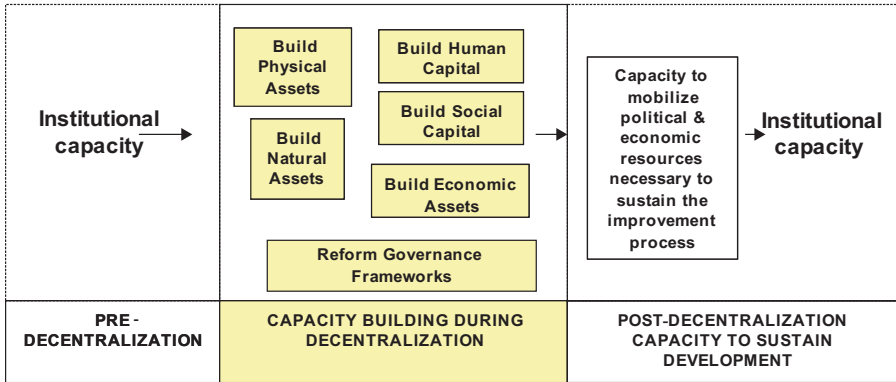 Institutional
capacity
Build
Physical
Assets
Build Human
Capital
Build Social
Capital
Build
Natural
Assets
Build Economic
Assets
Reform Governance
Frameworks
Capacity to
mobilize
political &
economic
resources
necessary to
sustain the
improvement
process
Institutional
capacity
PRE -
DECENTRALIZATION
CAPACITY BUILDING DURING
DECENTRALIZATION
POST-DECENTRALIZATION
CAPACITY TO SUSTAIN
DEVELOPMENT